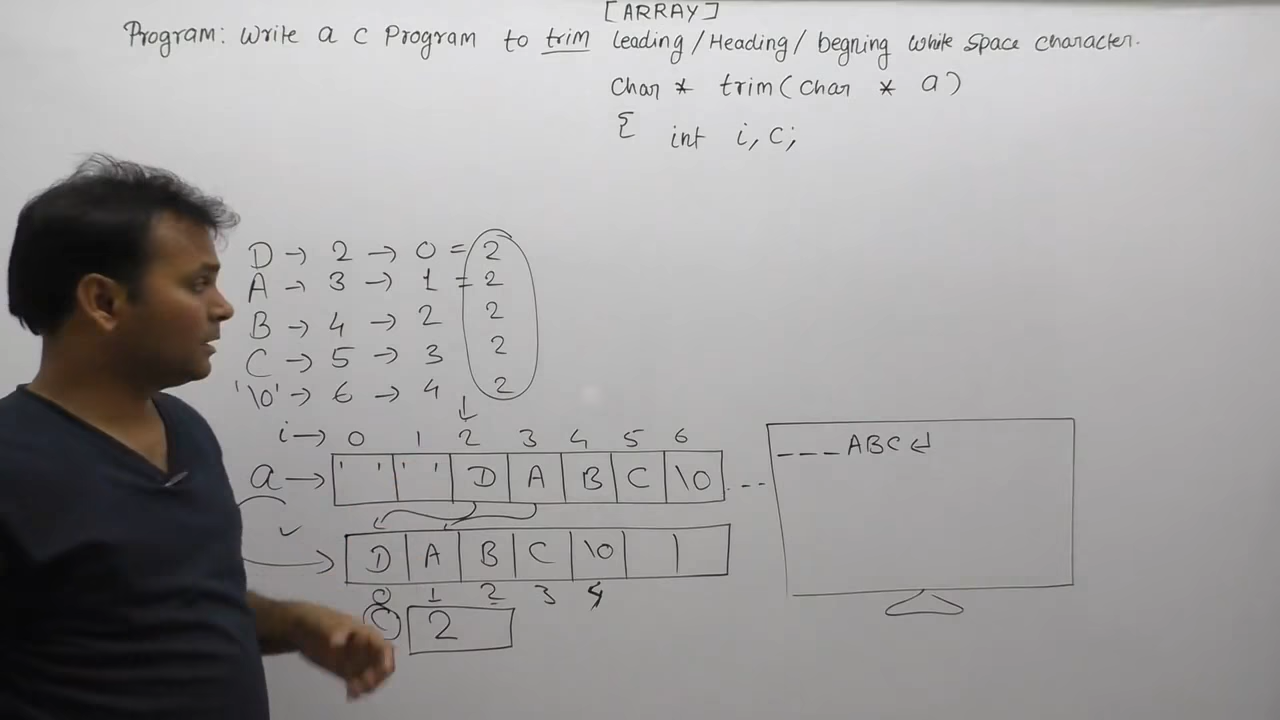 [ARRAY]
Program: Write a C Program to trim leading/Heading/begning white space character.
char * trim(char * a)
{ int i, c;
D → 2 → 0 = 2
A → 3 → 1 = 2
B → 4 → 2 2
C → 5 → 3 2
'\0' → 6 → 4 2
i → 0 1 2 3 4 5 6
a → ' ' ' ' D A B C \0 ---
___ABC↵
D A B C \0
0 1 2 3 4
C 2